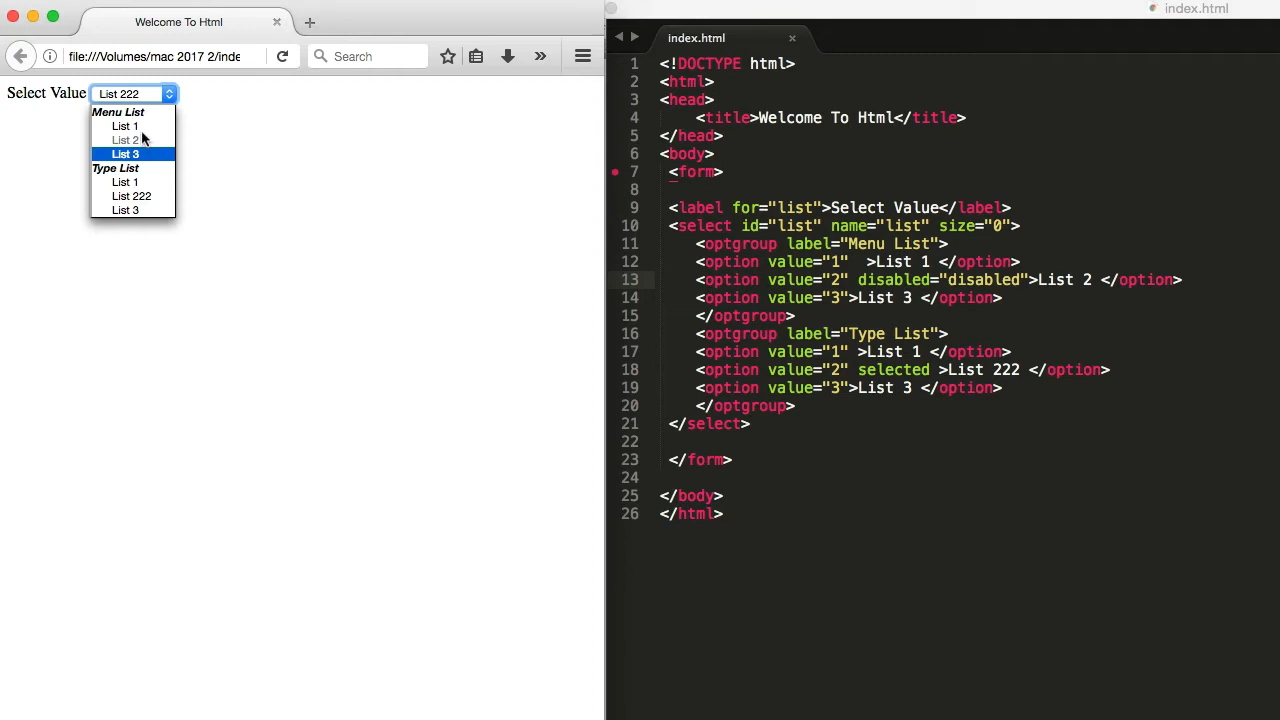 Welcome To Html
file:///Volumes/mac 2017 2/inde
Search
Select Value
List 222
Menu List
List 1
List 2
List 3
Type List
List 1
List 222
List 3
index.html
index.html
1 <!DOCTYPE html>
2 <html>
3 <head>
4 <title>Welcome To Html</title>
5 </head>
6 <body>
7 <form>
8
9 <label for="list">Select Value</label>
10 <select id="list" name="list" size="0">
11 <optgroup label="Menu List">
12 <option value="1"  >List 1 </option>
13 <option value="2" disabled="disabled">List 2 </option>
14 <option value="3">List 3 </option>
15 </optgroup>
16 <optgroup label="Type List">
17 <option value="1" >List 1 </option>
18 <option value="2" selected >List 222 </option>
19 <option value="3">List 3 </option>
20 </optgroup>
21 </select>
22
23 </form>
24
25 </body>
26 </html>